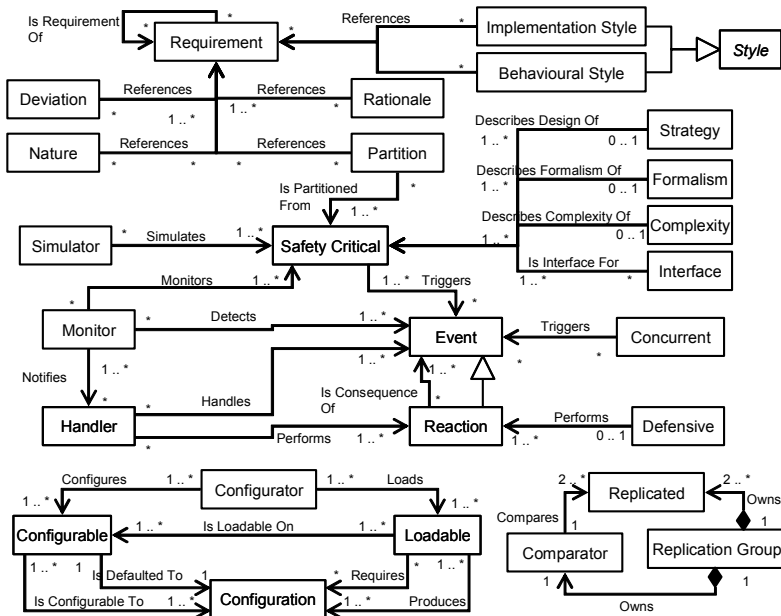 Is Requirement
Of
*
*
Requirement
*
References
*
Implementation Style
*
Behavioural Style
Style
Deviation
References
*
1 .. *
1 .. *
References
*
Rationale
Nature
References
*
*
*
References
*
Partition
Is Partitioned
From
*
1 .. *
Describes Design Of
1 .. *
0 .. 1
Strategy
Describes Formalism Of
1 .. *
0 .. 1
Formalism
Describes Complexity Of
1 .. *
0 .. 1
Complexity
Is Interface For
1 .. *
*
Interface
Simulator
*
Simulates
1 .. *
Safety Critical
Monitors
1 .. *
*
1 .. *
Triggers
*
Monitor
*
Detects
1 .. *
Event
Triggers
*
*
Concurrent
Notifies
1 .. *
1 .. *
1 .. *
Is Consequence
Of
*
Handler
*
Handles
*
Performs
1 .. *
Reaction
1 .. *
Performs
0 .. 1
Defensive
Configures
1 .. *
1 .. *
Configurator
1 .. *
Loads
1 .. *
Configurable
1 .. *
Is Loadable On
1 .. *
Loadable
1 .. *
1
Is Defaulted To
1
Is Configurable To
1 .. *
Configuration
*
Requires
*
1 .. *
Produces
1 .. *
2 .. *
Replicated
2 .. *
Owns
1
Compares
1
Comparator
1
Replication Group
1
Owns